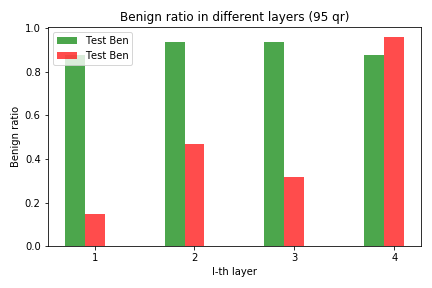 Benign ratio in different layers (95 qr)
Test Ben
Test Ben
1.0
0.8
0.6
0.4
0.2
0.0
Benign ratio
1 2 3 4
l-th layer